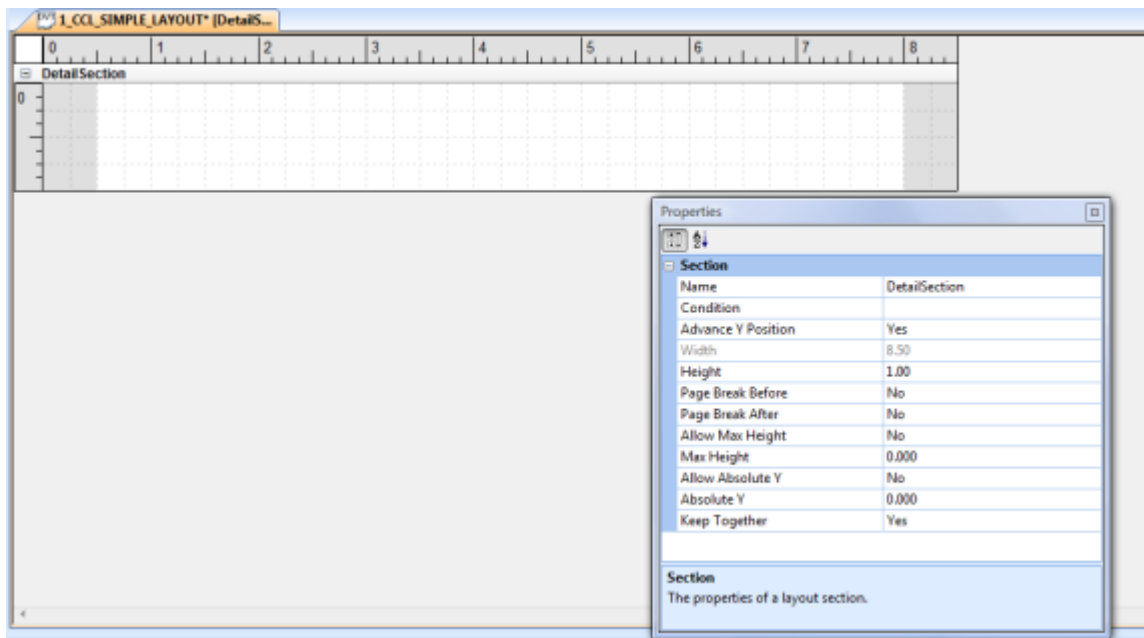 1_CCL_SIMPLE_LAYOUT* [DetailS...
0 1 2 3 4 5 6 7 8
DetailSection
0
Properties
Section
Name DetailSection
Condition
Advance Y Position Yes
Width 8.50
Height 1.00
Page Break Before No
Page Break After No
Allow Max Height No
Max Height 0.000
Allow Absolute Y No
Absolute Y 0.000
Keep Together Yes
Section
The properties of a layout section.